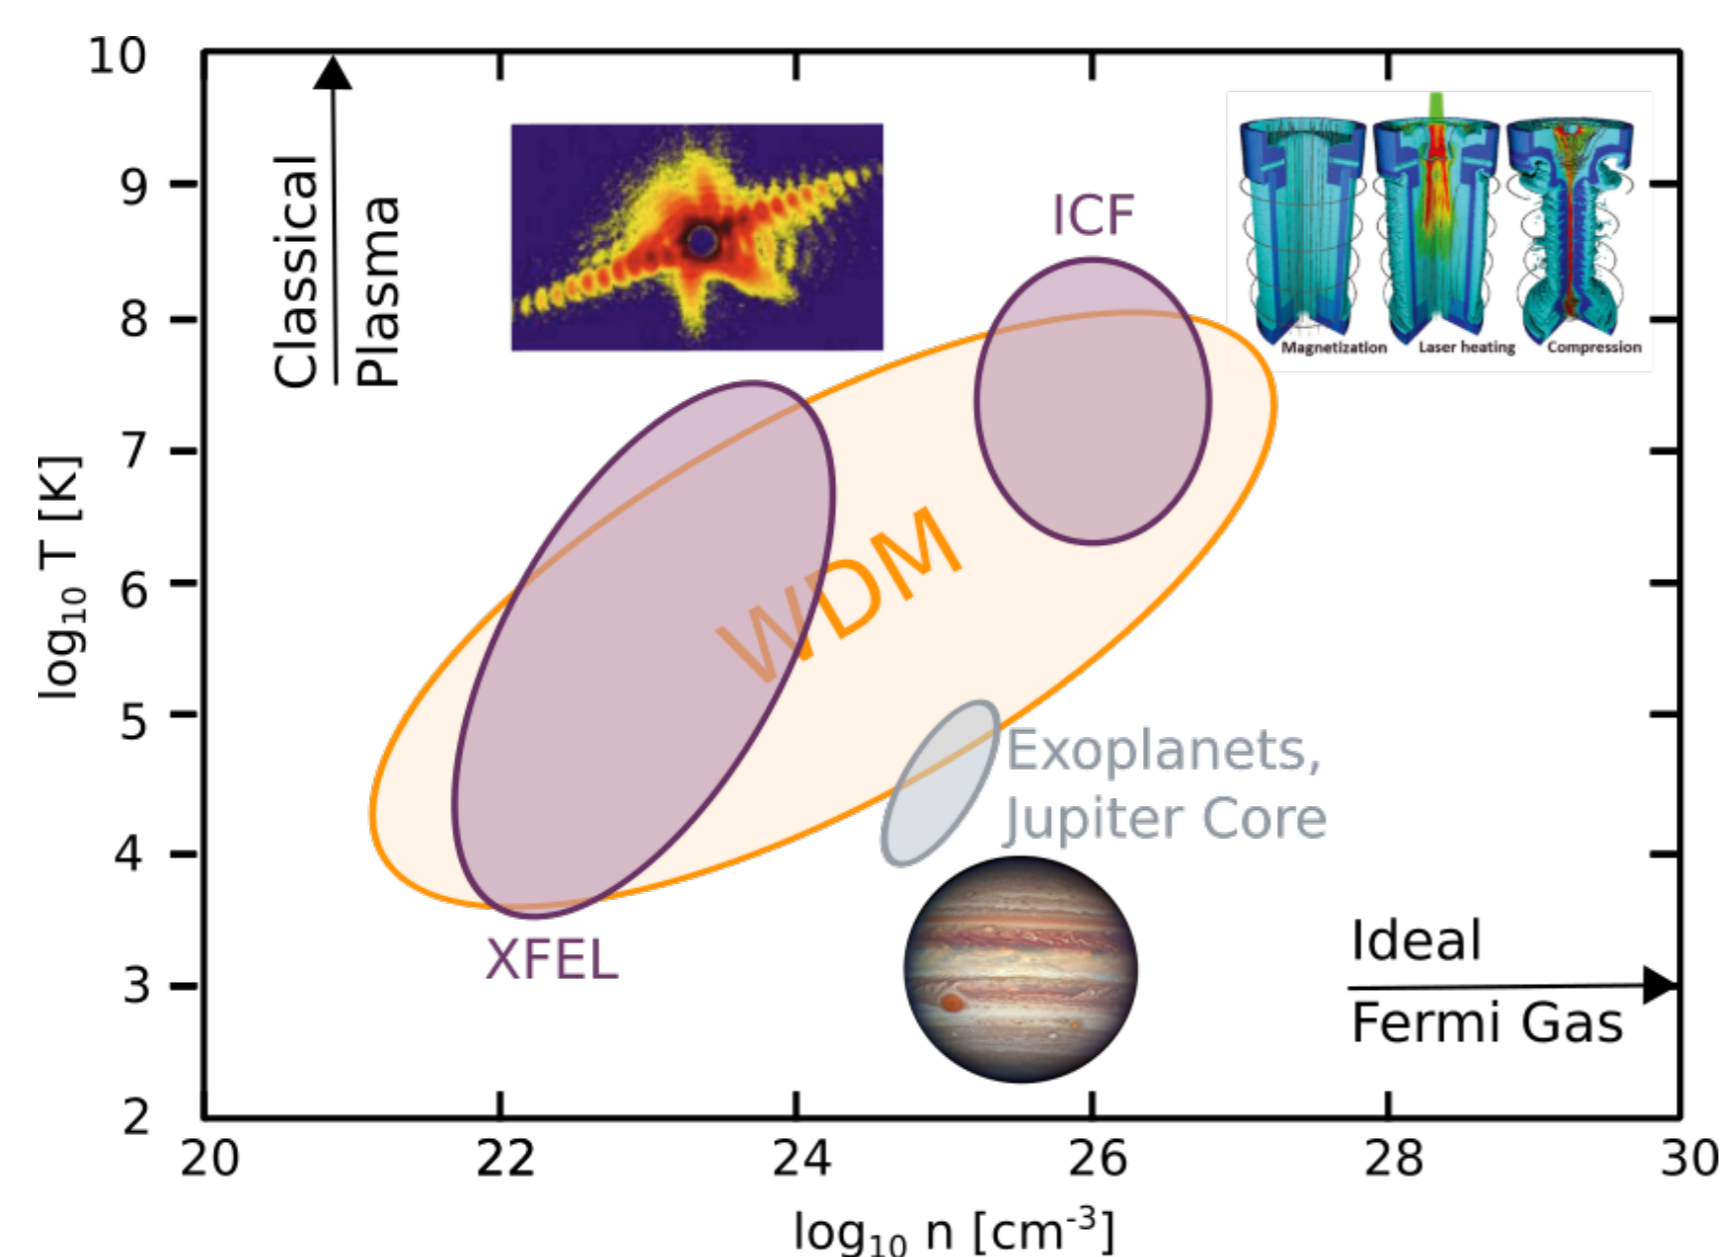 10
9
8
7
6
5
4
3
2
log₁₀ T [K]
Classical
Plasma
ICF
Magnetization
Laser heating
Compression
WDM
Exoplanets,
Jupiter Core
XFEL
Ideal
Fermi Gas
20 22 24 26 28 30
log₁₀ n [cm⁻³]